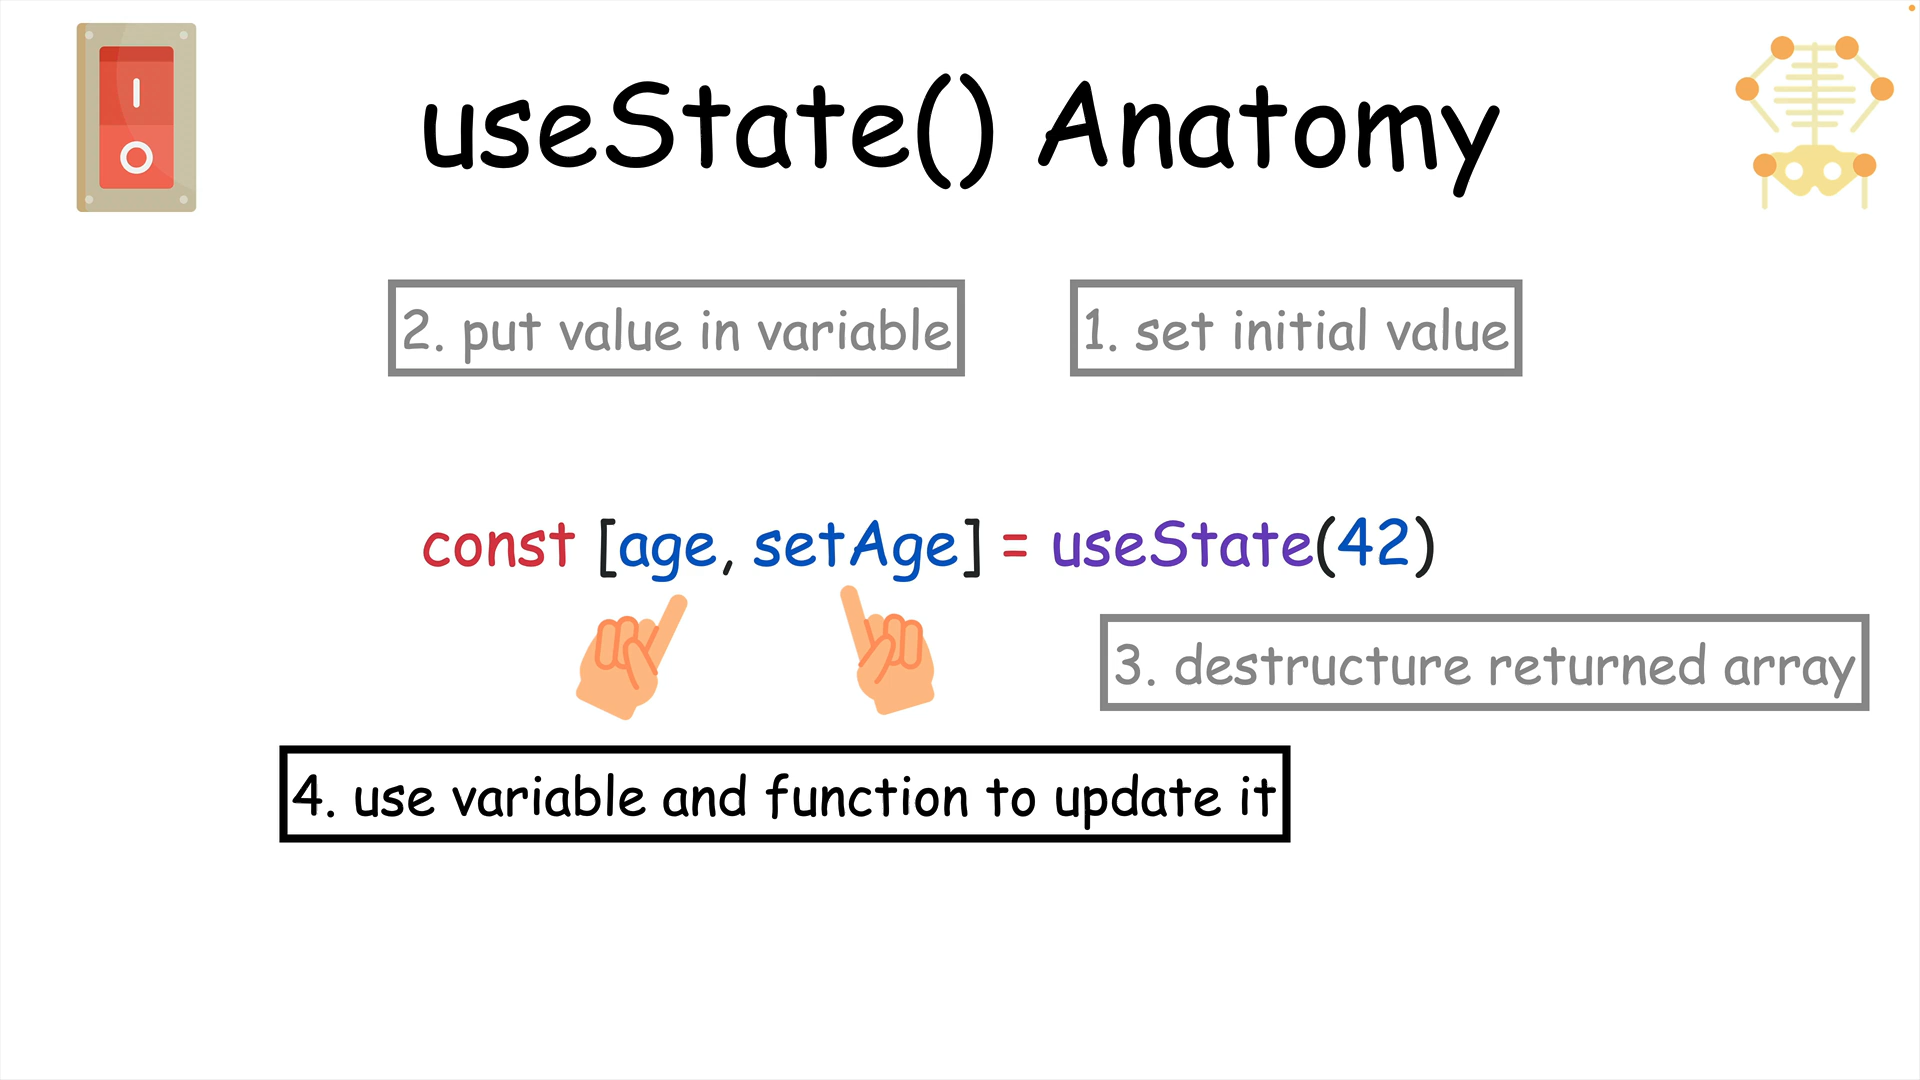 useState() Anatomy
2. put value in variable
1. set initial value
const [age, setAge] = useState(42)
3. destructure returned array
4. use variable and function to update it